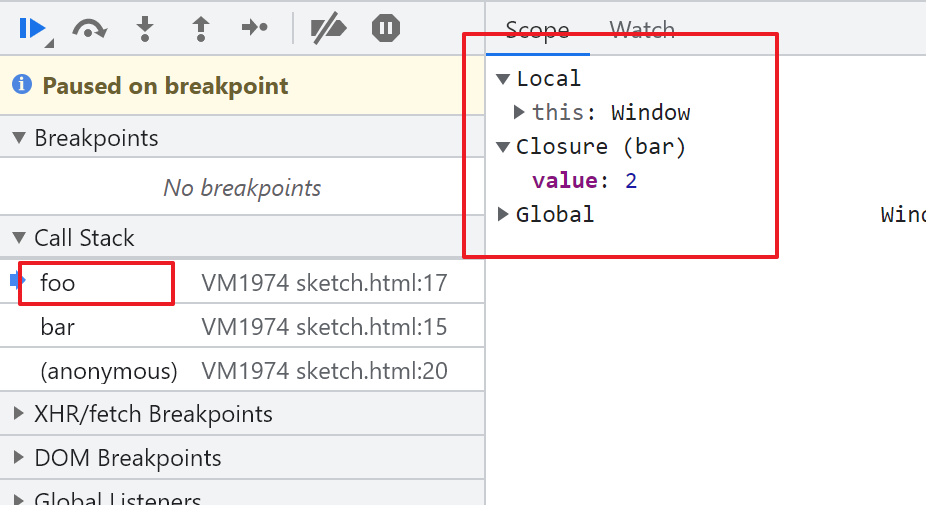 Paused on breakpoint
Breakpoints
No breakpoints
Call Stack
foo VM1974 sketch.html:17
bar VM1974 sketch.html:15
(anonymous) VM1974 sketch.html:20
XHR/fetch Breakpoints
DOM Breakpoints
Global Listeners
Scope Watch
Local
this: Window
Closure (bar)
value: 2
Global Wind